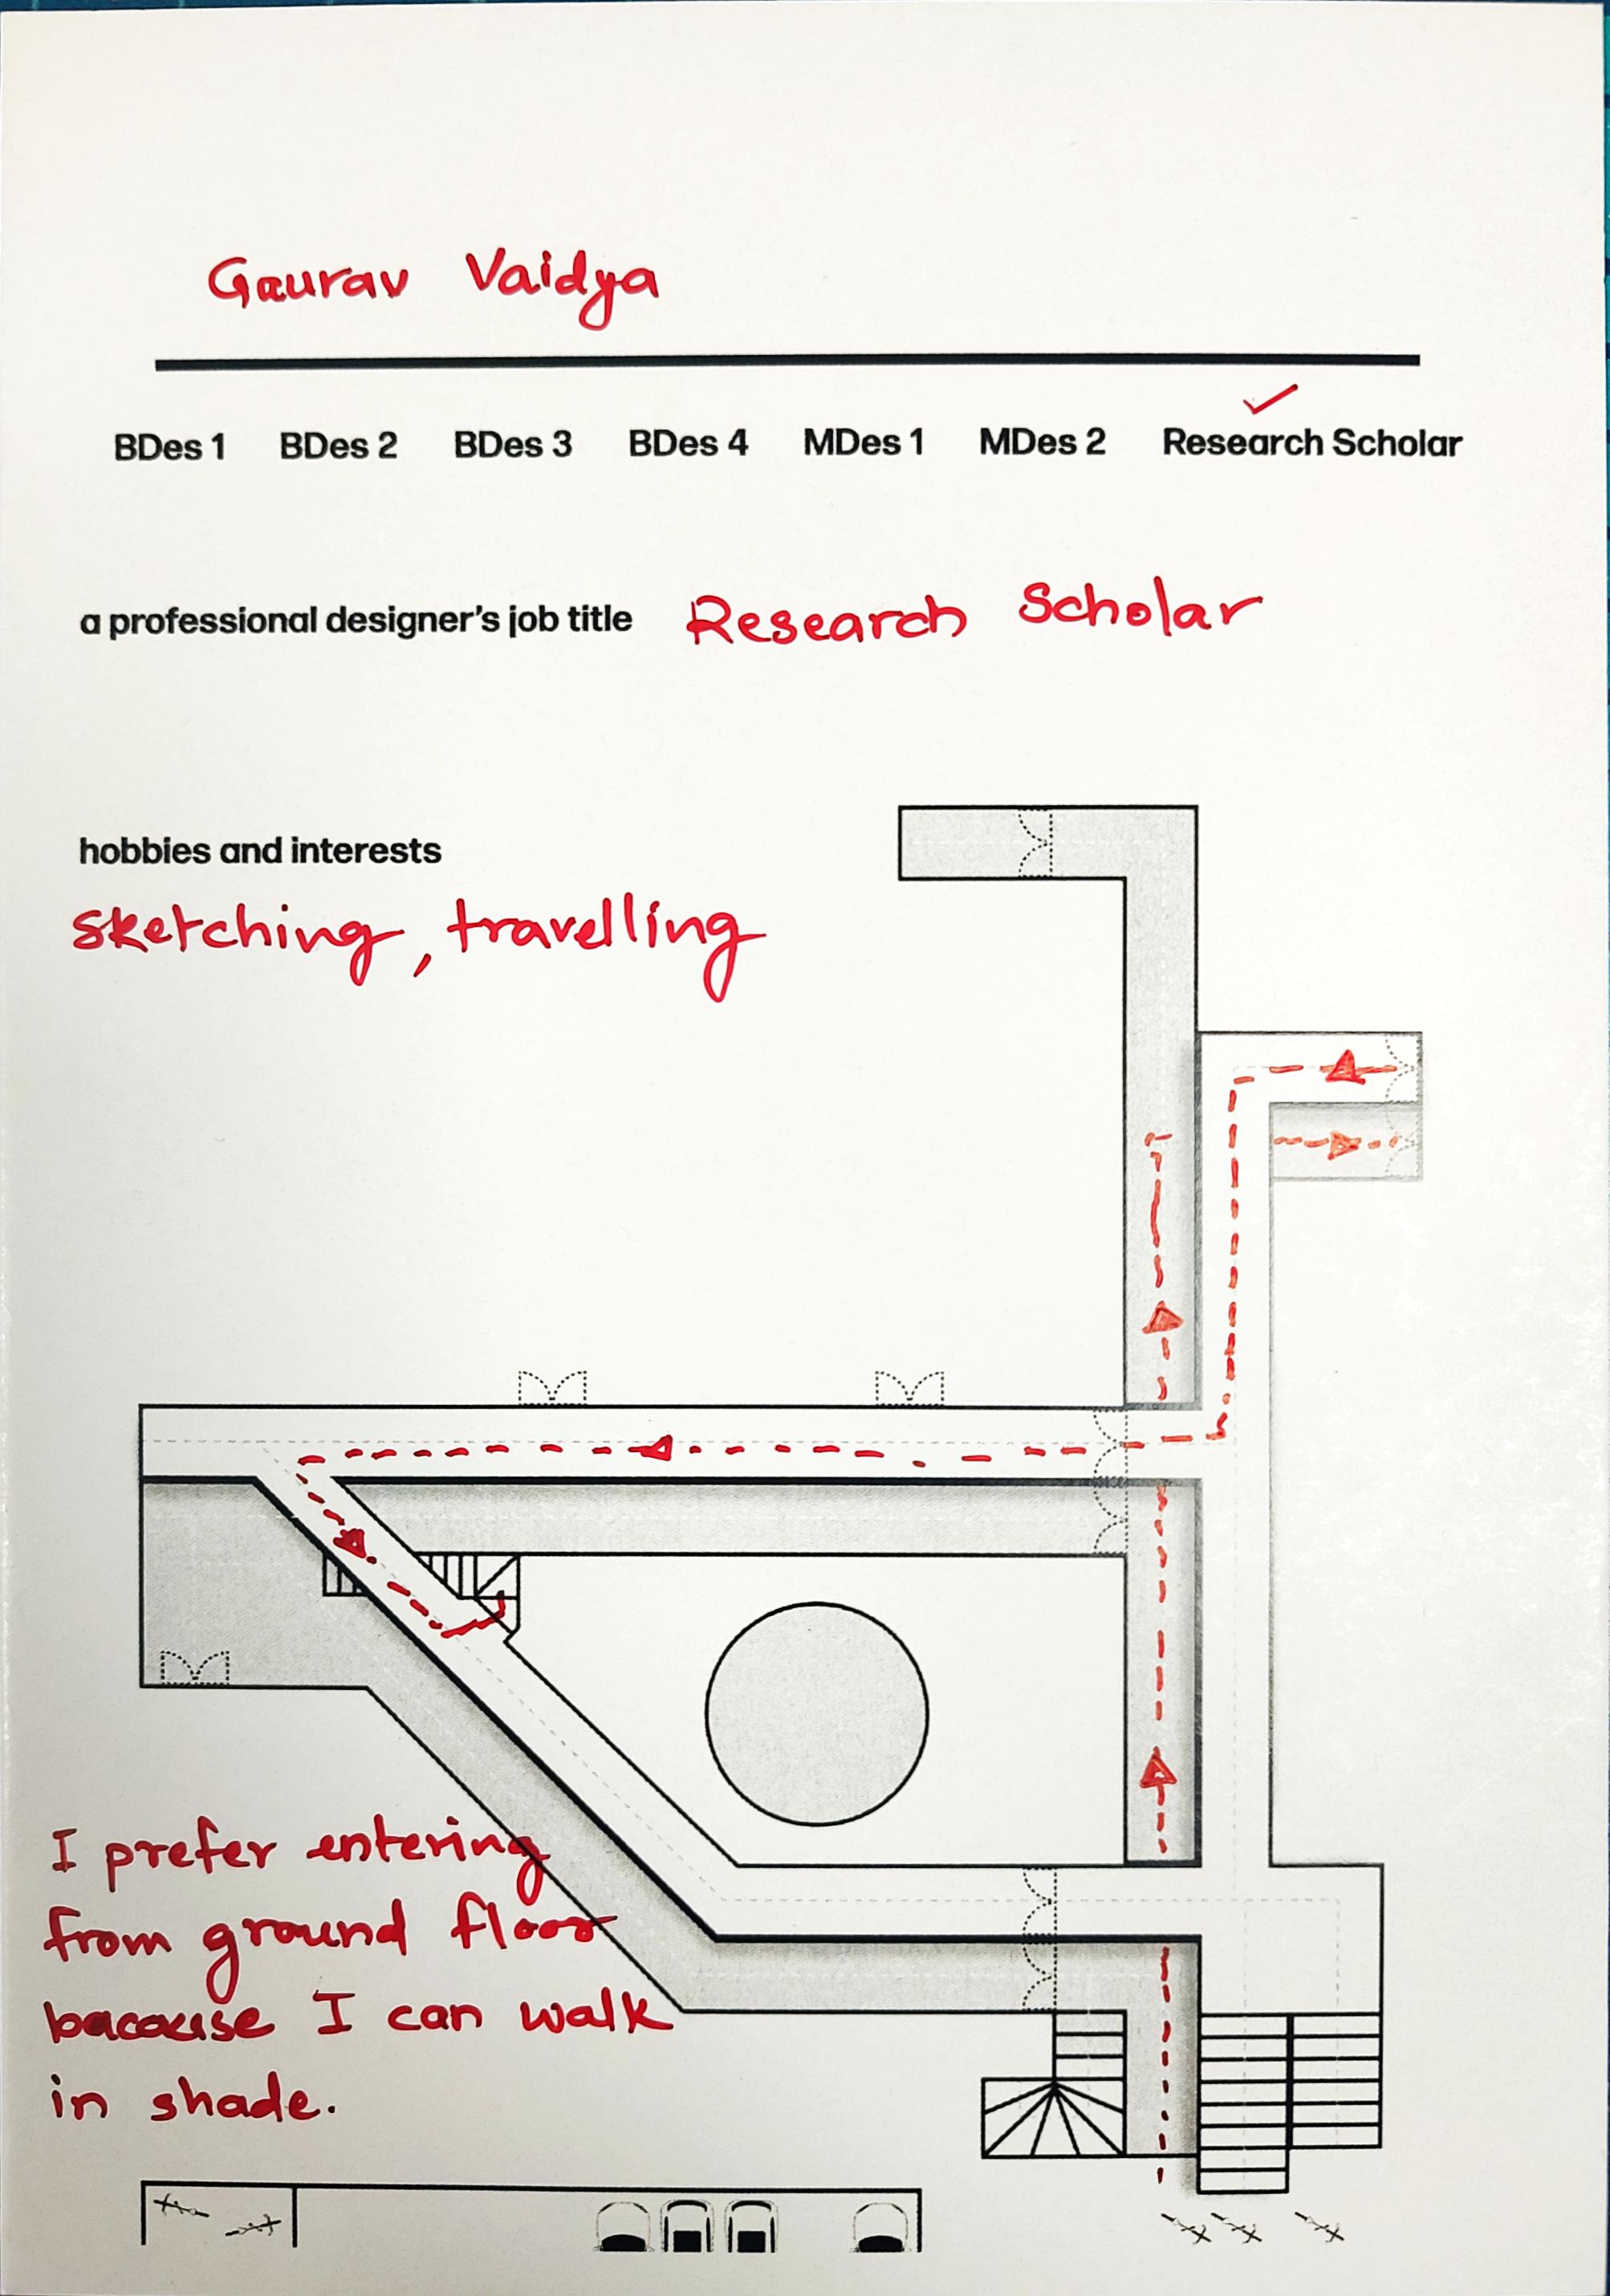 Gaurav Vaidya
BDes 1 BDes 2 BDes 3 BDes 4 MDes 1 MDes 2 Research Scholar
a professional designer's job title Research Scholar
hobbies and interests
sketching, travelling
I prefer entering
from ground floor
bacause I can walk
in shade.